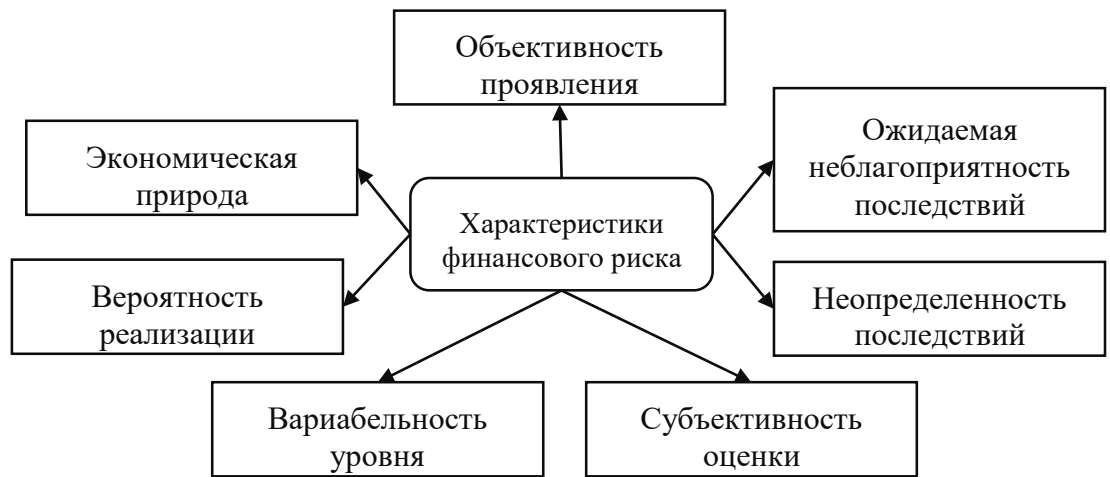 Объективность
проявления
Экономическая
природа
Ожидаемая
неблагоприятность
последствий
Характеристики
финансового риска
Вероятность
реализации
Неопределенность
последствий
Вариабельность
уровня
Субъективность
оценки